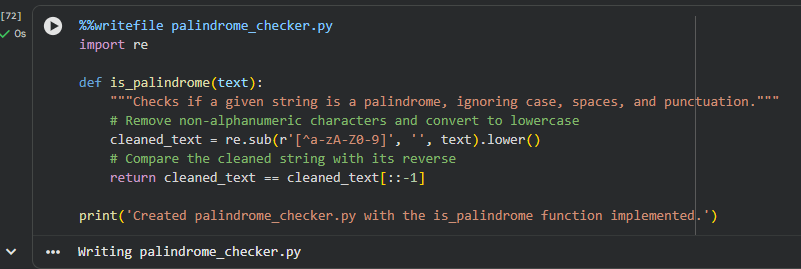 [72]
0s
%%writefile palindrome_checker.py
import re
def is_palindrome(text):
"""Checks if a given string is a palindrome, ignoring case, spaces, and punctuation."""
# Remove non-alphanumeric characters and convert to lowercase
cleaned_text = re.sub(r'[^a-zA-Z0-9]', '', text).lower()
# Compare the cleaned string with its reverse
return cleaned_text == cleaned_text[::-1]
print('Created palindrome_checker.py with the is_palindrome function implemented.')
Writing palindrome_checker.py